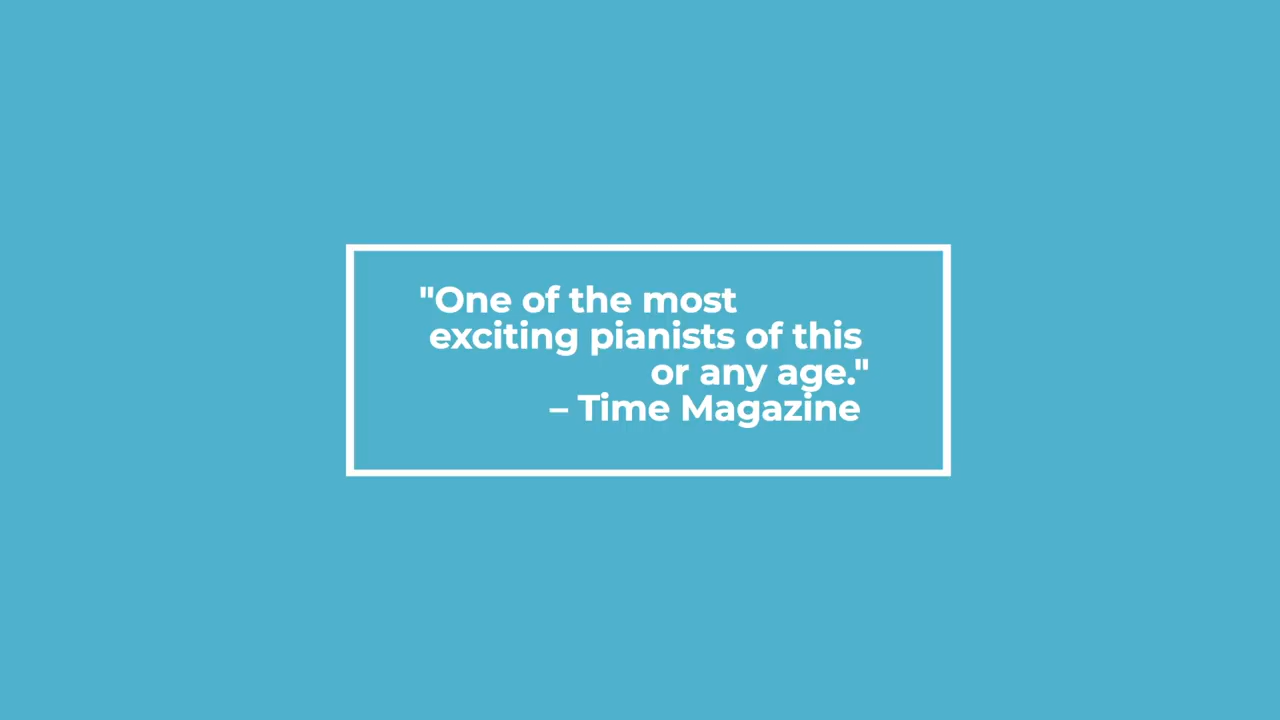 "One of the most
exciting pianists of this
or any age."
– Time Magazine